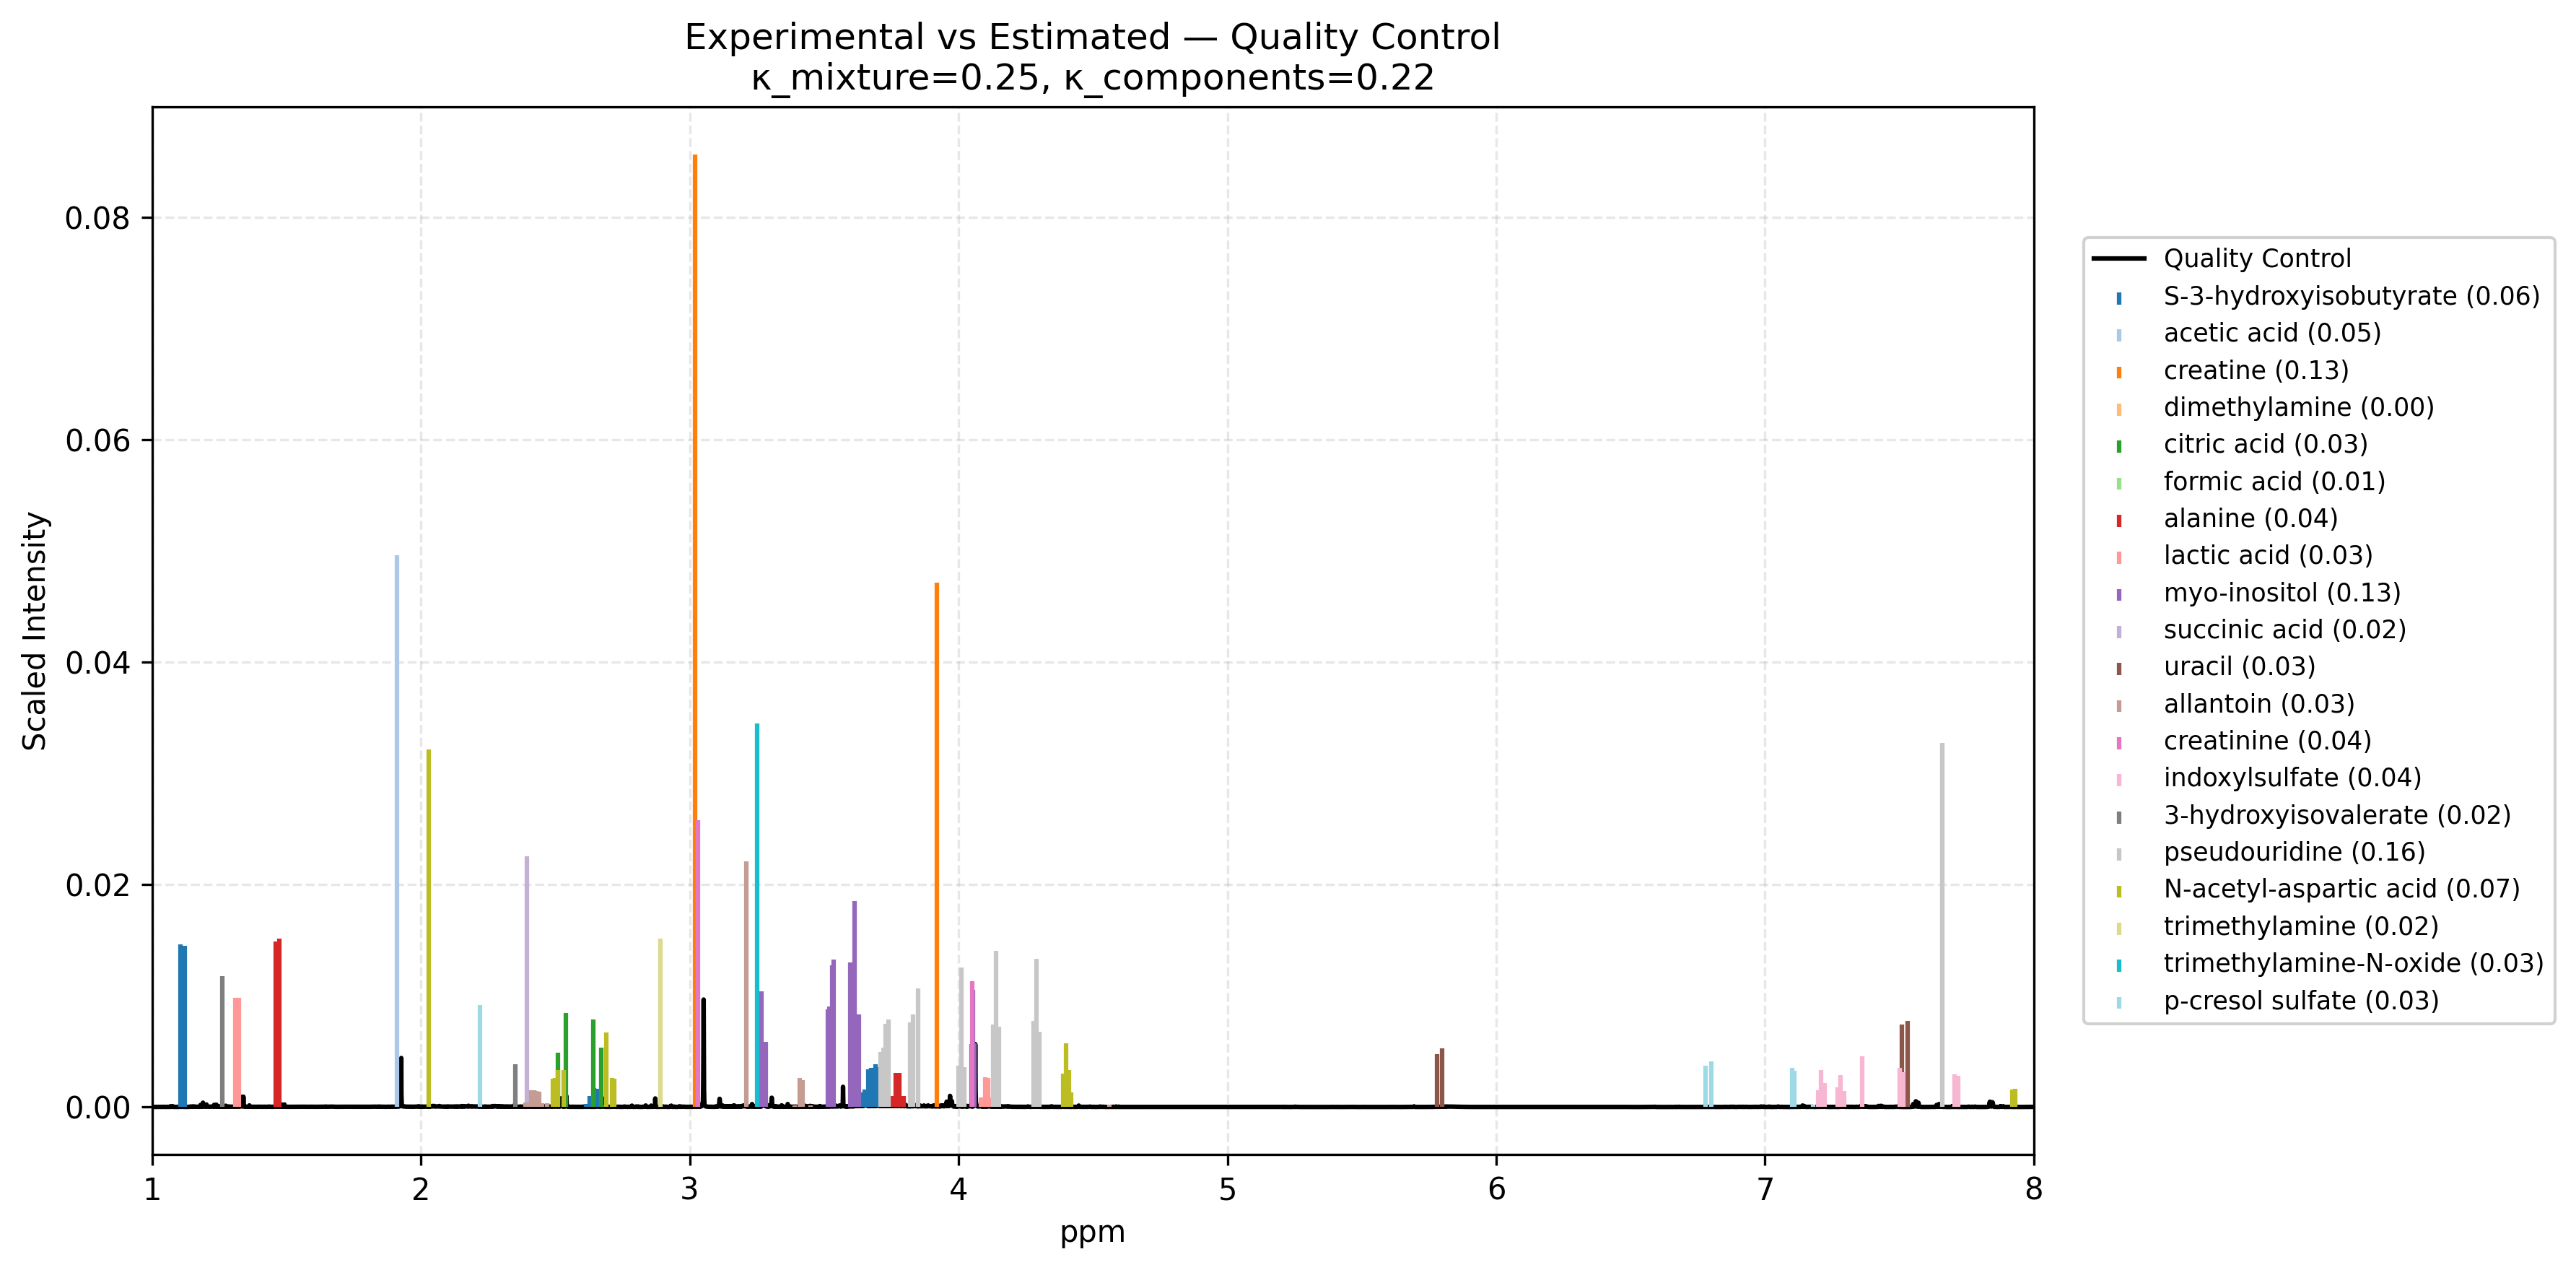 Experimental vs Estimated — Quality Control
κ_mixture=0.25, κ_components=0.22
Scaled Intensity
0.08
0.06
0.04
0.02
0.00
1
2
3
4
5
6
7
8
ppm
Quality Control
S-3-hydroxyisobutyrate (0.06)
acetic acid (0.05)
creatine (0.13)
dimethylamine (0.00)
citric acid (0.03)
formic acid (0.01)
alanine (0.04)
lactic acid (0.03)
myo-inositol (0.13)
succinic acid (0.02)
uracil (0.03)
allantoin (0.03)
creatinine (0.04)
indoxylsulfate (0.04)
3-hydroxyisovalerate (0.02)
pseudouridine (0.16)
N-acetyl-aspartic acid (0.07)
trimethylamine (0.02)
trimethylamine-N-oxide (0.03)
p-cresol sulfate (0.03)